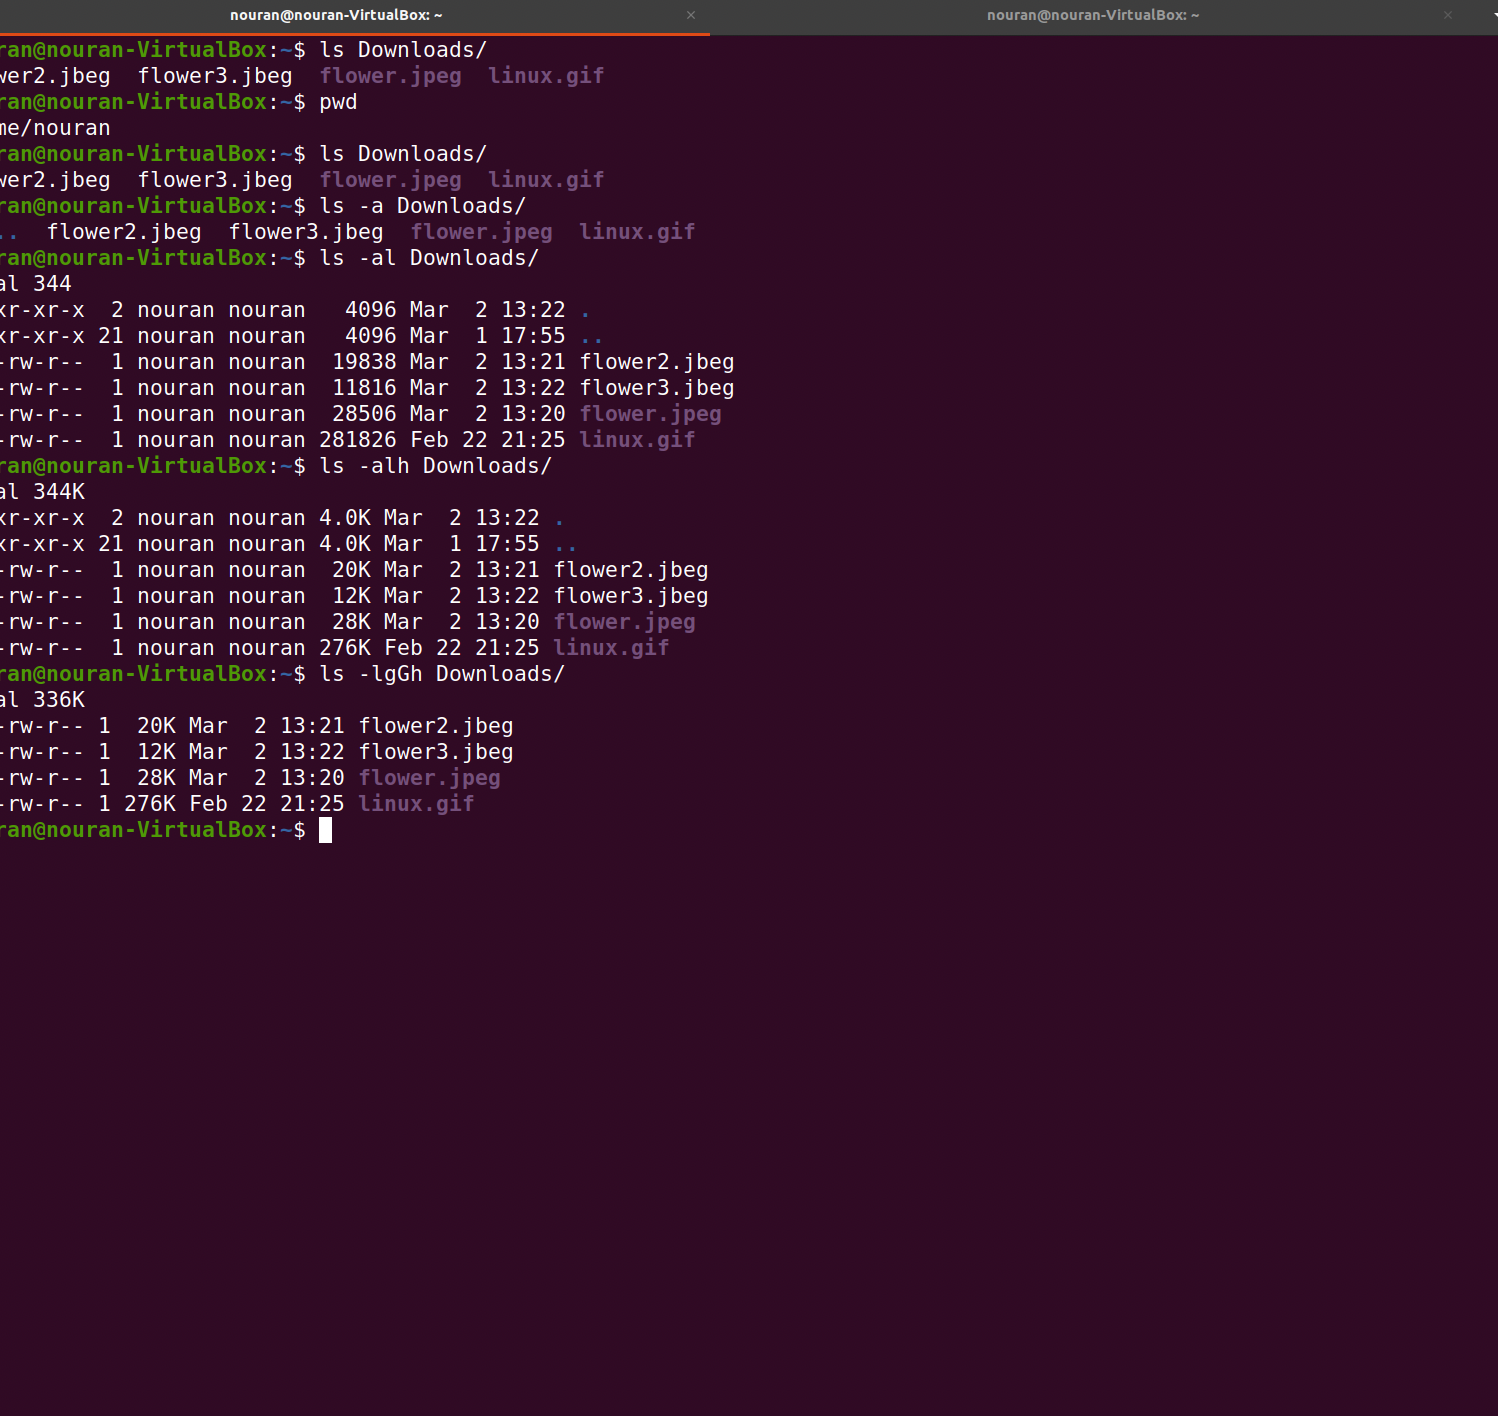 nouran@nouran-VirtualBox: ~ × nouran@nouran-VirtualBox: ~ ×
ran@nouran-VirtualBox:~$ ls Downloads/
wer2.jbeg  flower3.jbeg  flower.jpeg  linux.gif
ran@nouran-VirtualBox:~$ pwd
me/nouran
ran@nouran-VirtualBox:~$ ls Downloads/
wer2.jbeg  flower3.jbeg  flower.jpeg  linux.gif
ran@nouran-VirtualBox:~$ ls -a Downloads/
..  flower2.jbeg  flower3.jbeg  flower.jpeg  linux.gif
ran@nouran-VirtualBox:~$ ls -al Downloads/
al 344
xr-xr-x  2 nouran nouran   4096 Mar  2 13:22 .
xr-xr-x 21 nouran nouran   4096 Mar  1 17:55 ..
-rw-r--  1 nouran nouran  19838 Mar  2 13:21 flower2.jbeg
-rw-r--  1 nouran nouran  11816 Mar  2 13:22 flower3.jbeg
-rw-r--  1 nouran nouran  28506 Mar  2 13:20 flower.jpeg
-rw-r--  1 nouran nouran 281826 Feb 22 21:25 linux.gif
ran@nouran-VirtualBox:~$ ls -alh Downloads/
al 344K
xr-xr-x  2 nouran nouran 4.0K Mar  2 13:22 .
xr-xr-x 21 nouran nouran 4.0K Mar  1 17:55 ..
-rw-r--  1 nouran nouran  20K Mar  2 13:21 flower2.jbeg
-rw-r--  1 nouran nouran  12K Mar  2 13:22 flower3.jbeg
-rw-r--  1 nouran nouran  28K Mar  2 13:20 flower.jpeg
-rw-r--  1 nouran nouran 276K Feb 22 21:25 linux.gif
ran@nouran-VirtualBox:~$ ls -lgGh Downloads/
al 336K
-rw-r-- 1  20K Mar  2 13:21 flower2.jbeg
-rw-r-- 1  12K Mar  2 13:22 flower3.jbeg
-rw-r-- 1  28K Mar  2 13:20 flower.jpeg
-rw-r-- 1 276K Feb 22 21:25 linux.gif
ran@nouran-VirtualBox:~$